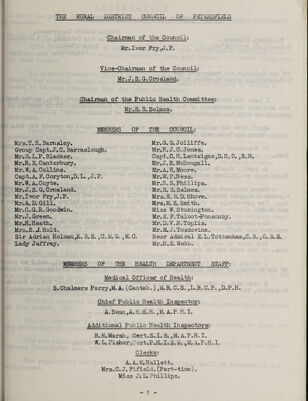 THE RURAL DISTRICT COUNCIL OF PETERSFIELD
Chairman of the Council:
Mr.Ivor Fry,J.P.
Vice-Chairman of the Council:
Mr.J.S.G.Crosland.
Chairman of the Public Health Committee:
Mr.S.B.Selmes.
MEMBERS OF THE COUNCIL:
Mrs.T.H.Barnsley. Mr.G.G.Jolliffe.
Group Capt.J.C.Barraclough. Mr.H.J.C.Jones.
Mr.B.L.P.Blacker. Capt.C.N.Lentaigne,D.S.O.,R.N.
Mr.H.E.Canterbury. Mr.J.R.McDougall.
Mr.W.A.Collins. Mr.A.H.Moore.
Capt.A.F.Coryton,D.L.,J.P. Mr.W.P.Ness.
Mr.W.A.Coyte. Mr.S.S.Phillips.
Mr.J.S.G.Crosland. Mr.S.B.Selmes.
Mr.Ivor Fry,J.P. Mrs.E.B.D.Shove.
Mr.A.D.Gill. Mrs.M.E.Smith.
Mr.C.G.B.Goodwin. Miss W.Stunington.
Mr.J.Green. Mr.E.F.Talbot-Ponsonby.
Mr.H.Heath. Mr.D.V.N.Toplis.
Mrs.E.J.Holt. Mr.M.J.Tosdevine.
Sir Adrian Holman,K.B.E.,C.M.G.,M.C. Rear Admiral E.L.Tottenham,C.B.,O.B.E.
Lady Jaffray. Mr.H.E.Webb.
MEMBERS OF THE HEALTH DEPARTMENT STAFF:
Medical Officer of Health:
S.Chalmers Parry,M.A.(Cantab.),M.R.C.S.,L.R.C.P.,D.P.H.
Chief Public Health Inspector:
A.Swan,A.R.S.H.,M.A.P.H.I.
Additional Public Health Inspectors:
B.H.Marsh, Cert.S.I.B.,M.A.P.H.I.
W.L.Fisher,Cert.P.H.I.E.B.,M.A.P.H.I.
Clerks:
A.A.M.Hallett.
Mrs.C.J.Fifield.(Part-time).
Miss J.L.Phillips.
- 1 -